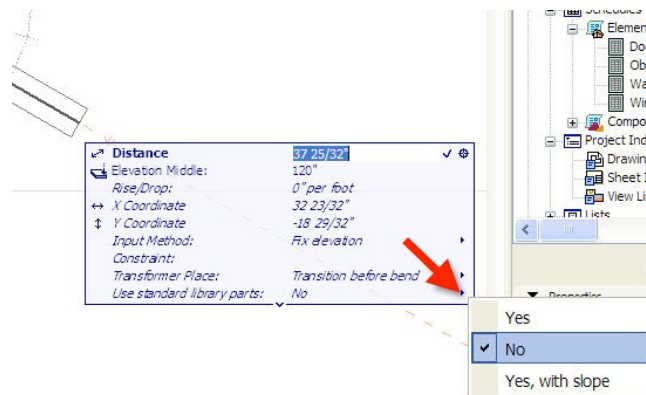 Schedules
Elemen
Do
Ob
Wa
Wi
Compo
Project Ind
Drawin
Sheet I
View Li
Lists
Properties
Distance 37 25/32"
Elevation Middle: 120"
Rise/Drop: 0" per foot
X Coordinate 32 23/32"
Y Coordinate -18 29/32"
Input Method: Fix elevation
Constraint:
Transformer Place: Transition before bend
Use standard library parts: No
Yes
No
Yes, with slope